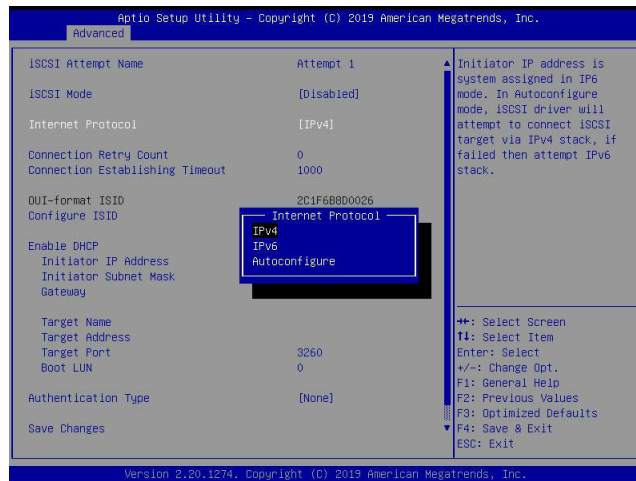 Aptio Setup Utility – Copyright (C) 2019 American Megatrends, Inc.
Advanced
iSCSI Attempt Name Attempt 1
iSCSI Mode [Disabled]
Internet Protocol [IPv4]
Connection Retry Count 0
Connection Establishing Timeout 1000
OUI-format ISID 2C1F6B8D0026
Configure ISID
Internet Protocol
IPv4
IPv6
Autoconfigure
Enable DHCP
Initiator IP Address
Initiator Subnet Mask
Gateway
Target Name
Target Address
Target Port 3260
Boot LUN 0
Authentication Type [None]
Save Changes
Initiator IP address is
system assigned in IP6
mode. In Autoconfigure
mode, iSCSI driver will
attempt to connect iSCSI
target via IPv4 stack, if
failed then attempt IPv6
stack.
→←: Select Screen
↑↓: Select Item
Enter: Select
+/-: Change Opt.
F1: General Help
F2: Previous Values
F3: Optimized Defaults
F4: Save & Exit
ESC: Exit
Version 2.20.1274. Copyright (C) 2019 American Megatrends, Inc.